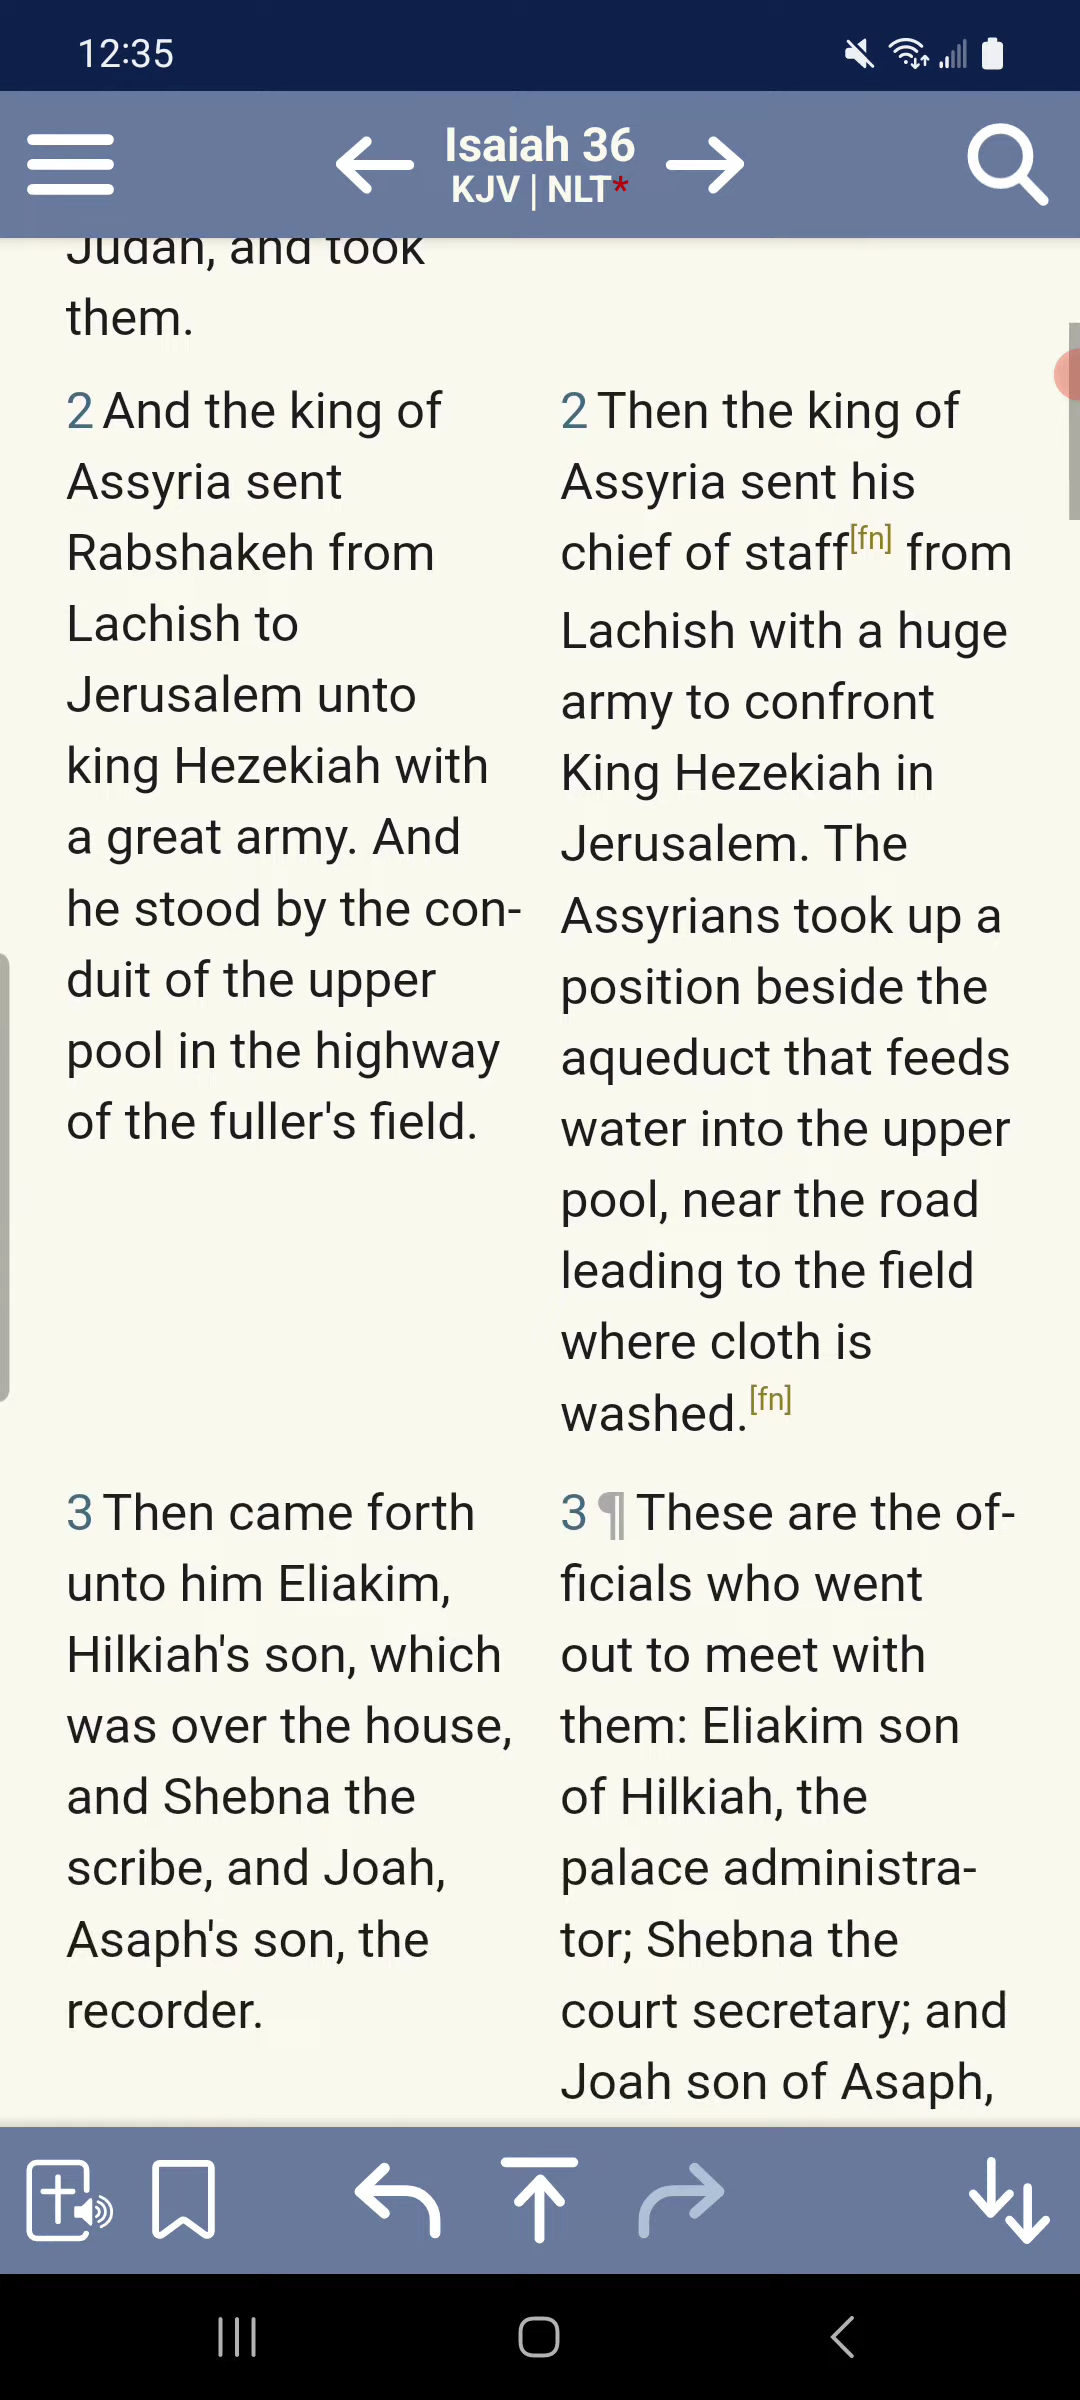 12:35
Isaiah 36
KJV | NLT*
Judah, and took
them.
2 And the king of
Assyria sent
Rabshakeh from
Lachish to
Jerusalem unto
king Hezekiah with
a great army. And
he stood by the con-
duit of the upper
pool in the highway
of the fuller's field.
2 Then the king of
Assyria sent his
chief of staff[fn] from
Lachish with a huge
army to confront
King Hezekiah in
Jerusalem. The
Assyrians took up a
position beside the
aqueduct that feeds
water into the upper
pool, near the road
leading to the field
where cloth is
washed.[fn]
3 Then came forth
unto him Eliakim,
Hilkiah's son, which
was over the house,
and Shebna the
scribe, and Joah,
Asaph's son, the
recorder.
3 ¶ These are the of-
ficials who went
out to meet with
them: Eliakim son
of Hilkiah, the
palace administra-
tor; Shebna the
court secretary; and
Joah son of Asaph,